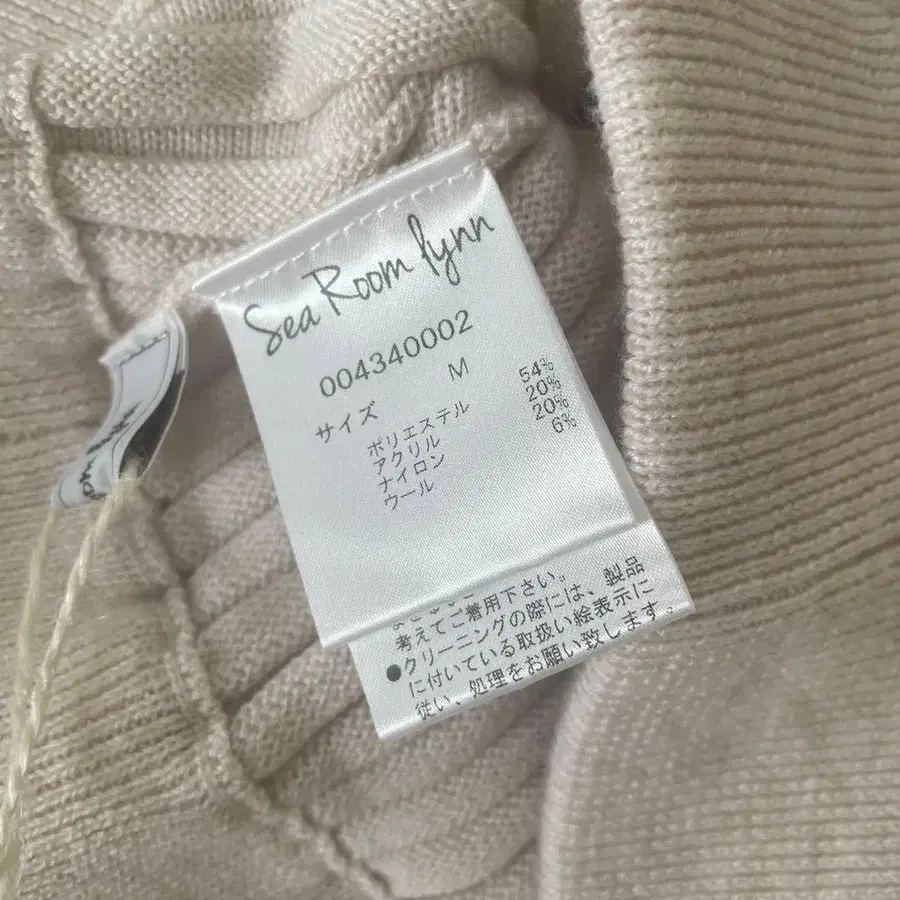 Sea Room lynn
004340002
サイズ M
ポリエステル 54%
アクリル 20%
ナイロン 20%
ウール 6%
考えてご着用下さい。
●クリーニングの際には、製品
に付いている取扱い絵表示に
従い、処理をお願い致します。